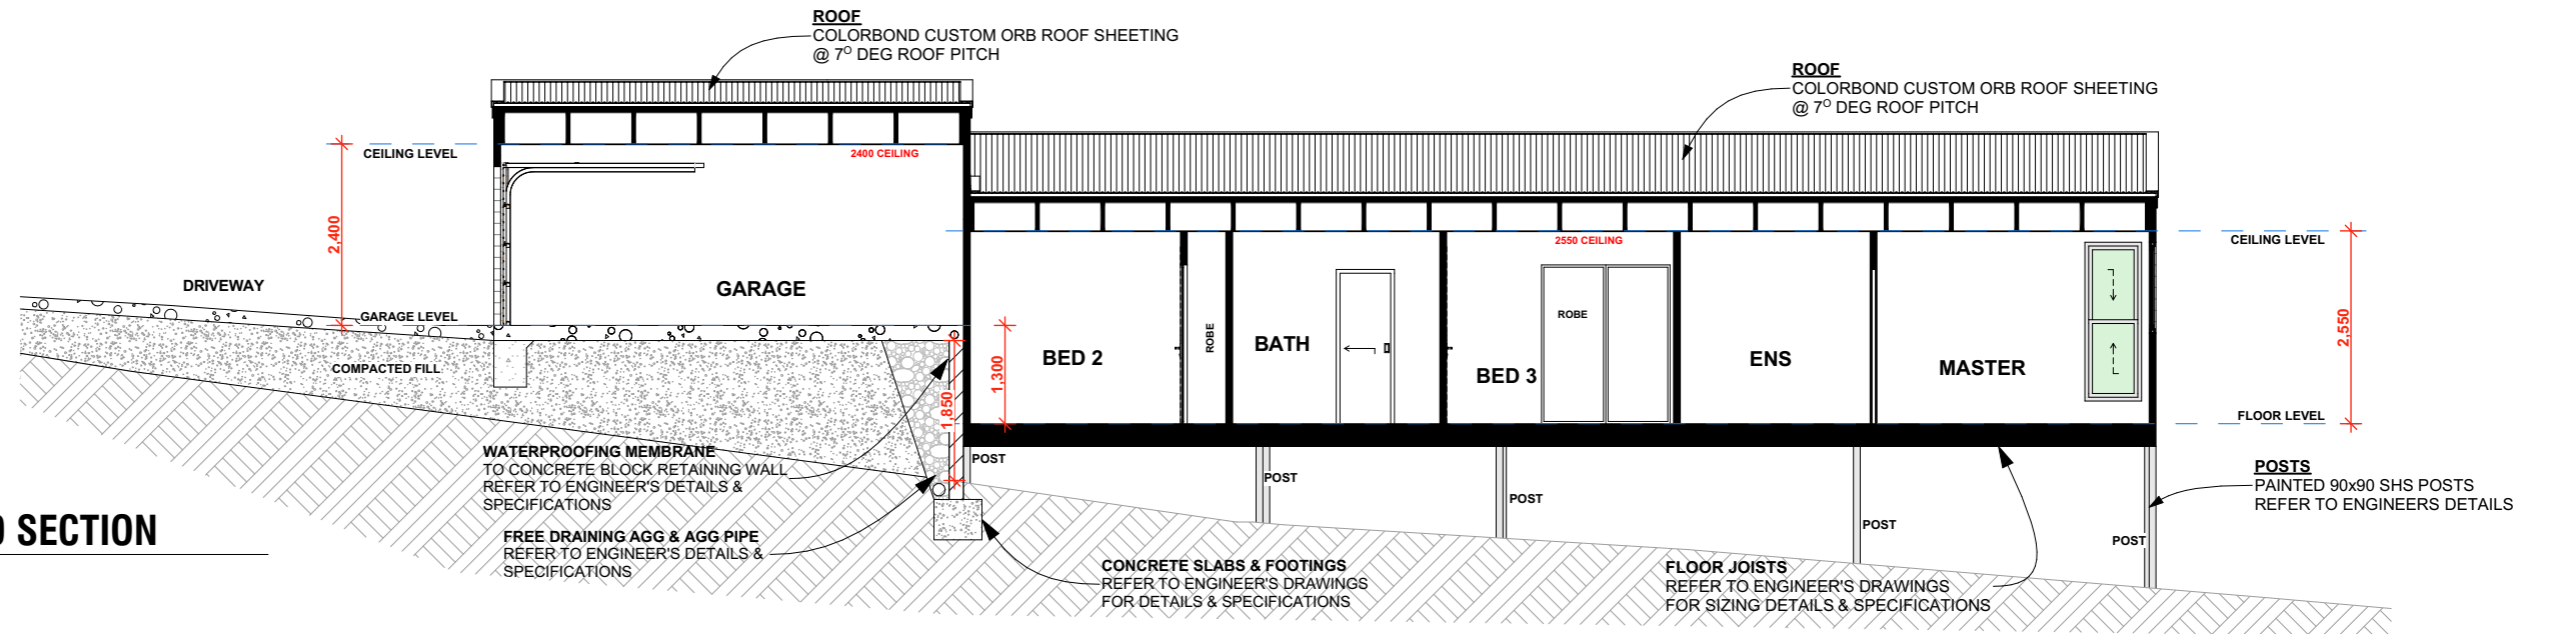 ROOF
COLORBOND CUSTOM ORB ROOF SHEETING
@ 7° DEG ROOF PITCH
ROOF
COLORBOND CUSTOM ORB ROOF SHEETING
@ 7° DEG ROOF PITCH
CEILING LEVEL
2400 CEILING
2,400
DRIVEWAY
GARAGE
GARAGE LEVEL
COMPACTED FILL
1,850
1,300
BED 2
ROBE
BATH
BED 3
ROBE
2550 CEILING
ENS
MASTER
CEILING LEVEL
2,550
FLOOR LEVEL
WATERPROOFING MEMBRANE
TO CONCRETE BLOCK RETAINING WALL
REFER TO ENGINEER'S DETAILS &
SPECIFICATIONS
FREE DRAINING AGG & AGG PIPE
REFER TO ENGINEER'S DETAILS &
SPECIFICATIONS
POST
POST
POST
POST
POST
POSTS
PAINTED 90x90 SHS POSTS
REFER TO ENGINEERS DETAILS
CONCRETE SLABS & FOOTINGS
REFER TO ENGINEER'S DRAWINGS
FOR DETAILS & SPECIFICATIONS
FLOOR JOISTS
REFER TO ENGINEER'S DRAWINGS
FOR SIZING DETAILS & SPECIFICATIONS
SECTION